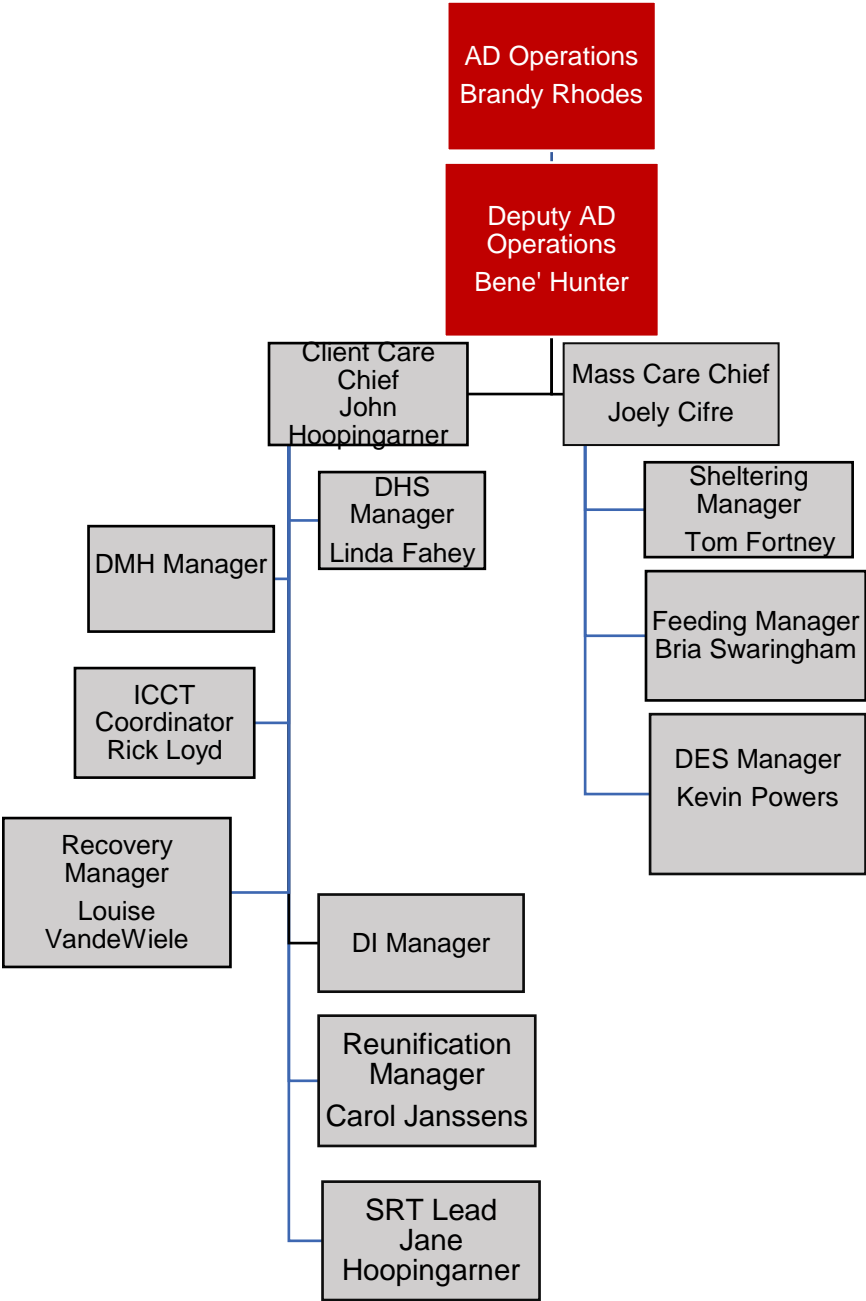 AD Operations
Brandy Rhodes
Deputy AD
Operations
Bene' Hunter
Client Care
Chief
John
Hoopingarner
Mass Care Chief
Joely Cifre
DHS
Manager
Linda Fahey
Sheltering
Manager
Tom Fortney
DMH Manager
Feeding Manager
Bria Swaringham
ICCT
Coordinator
Rick Loyd
DES Manager
Kevin Powers
Recovery
Manager
Louise
VandeWiele
DI Manager
Reunification
Manager
Carol Janssens
SRT Lead
Jane
Hoopingarner